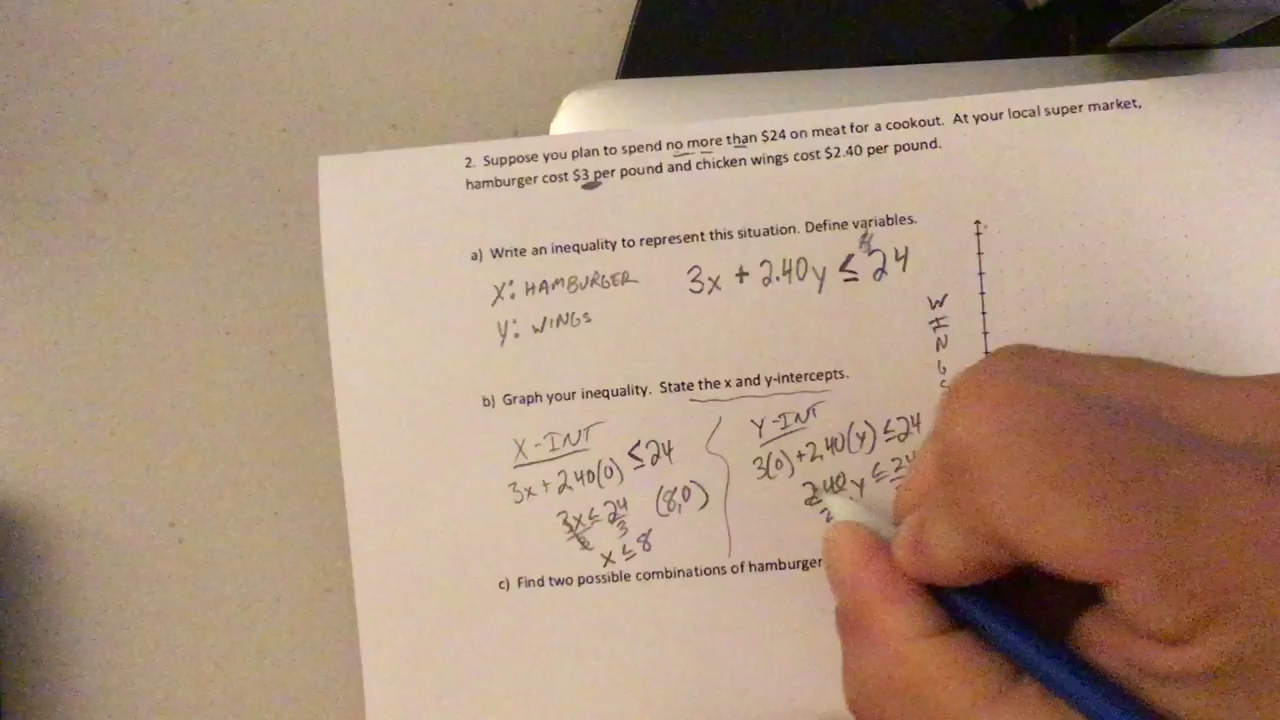 2. Suppose you plan to spend no more than $24 on meat for a cookout. At your local super market,
hamburger cost $3 per pound and chicken wings cost $2.40 per pound.
a) Write an inequality to represent this situation. Define variables.
X: HAMBURGER
3x + 2.40y ≤ 24
Y: WINGS
WINGS
b) Graph your inequality. State the x and y-intercepts.
X-INT
3x + 2.40(0) ≤ 24
3x ≤ 24
3
(8,0)
x ≤ 8
Y-INT
3(0) + 2.40(y) ≤ 24
2.40y ≤ 24
c) Find two possible combinations of hamburger